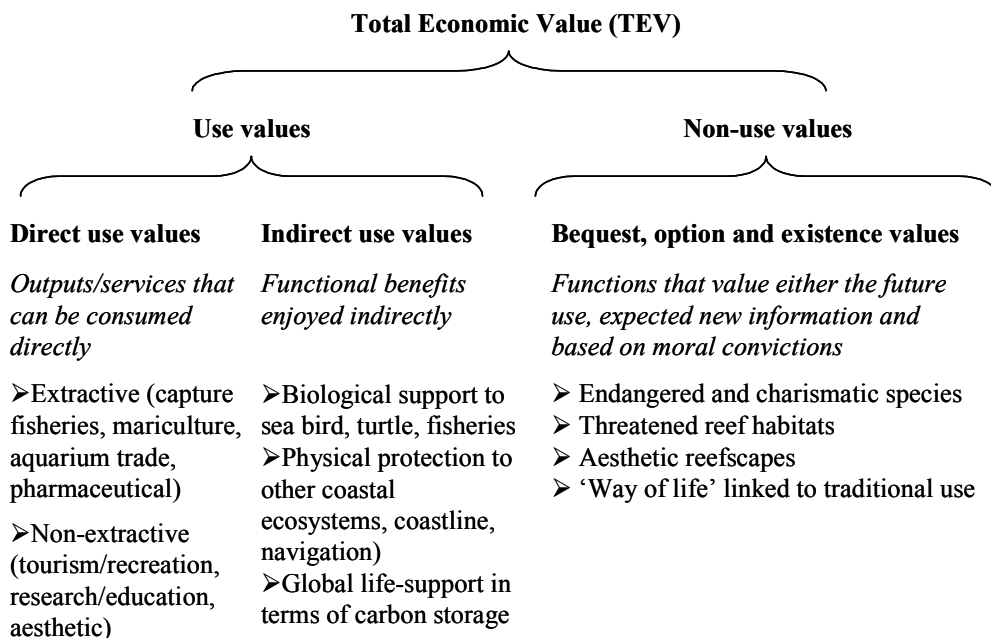 Total Economic Value (TEV)
Use values
Non-use values
Direct use values
Outputs/services that
can be consumed
directly
➢Extractive (capture
fisheries, mariculture,
aquarium trade,
pharmaceutical)
➢Non-extractive
(tourism/recreation,
research/education,
aesthetic)
Indirect use values
Functional benefits
enjoyed indirectly
➢Biological support to
sea bird, turtle, fisheries
➢Physical protection to
other coastal
ecosystems, coastline,
navigation)
➢Global life-support in
terms of carbon storage
Bequest, option and existence values
Functions that value either the future
use, expected new information and
based on moral convictions
➢ Endangered and charismatic species
➢ Threatened reef habitats
➢ Aesthetic reefscapes
➢ ‘Way of life’ linked to traditional use